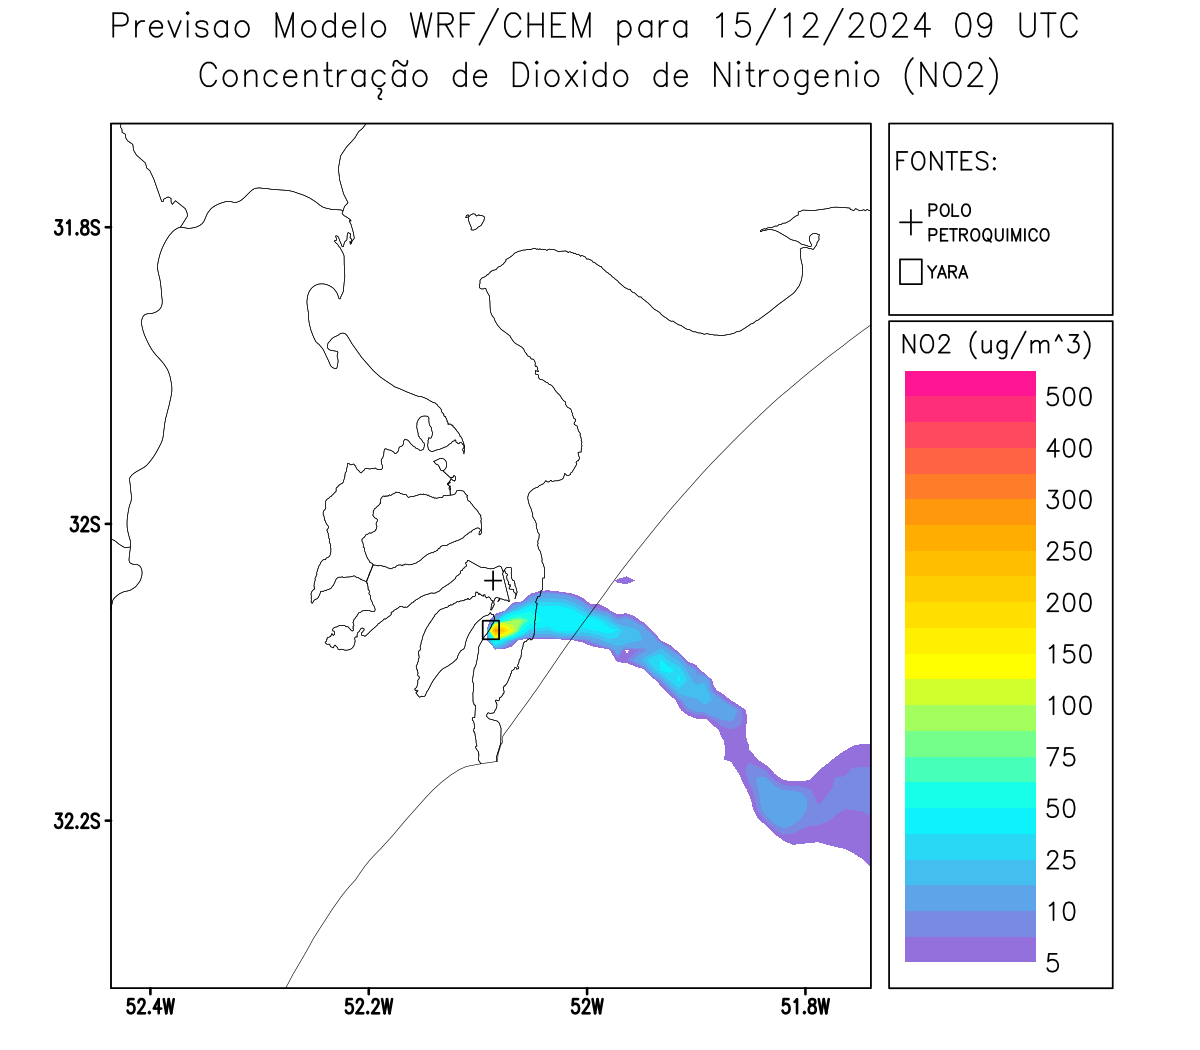 Previsao Modelo WRF/CHEM para 15/12/2024 09 UTC
Concentração de Dioxido de Nitrogenio (NO2)
FONTES:
POLO
PETROQUIMICO
YARA
NO2 (ug/m^3)
500
400
300
250
200
150
100
75
50
25
10
5
31.8S
32S
32.2S
52.4W
52.2W
52W
51.8W